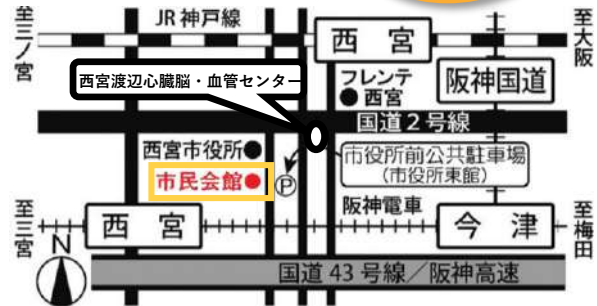 至三ノ宮
JR神戸線
西宮
至大阪
西宮渡辺心臓脳・血管センター
フレンテ
西宮
阪神国道
国道2号線
西宮市役所
市役所前公共駐車場
(市役所東館)
市民会館
P
至三宮
西宮
阪神電車
今津
至梅田
N
国道43号線/阪神高速